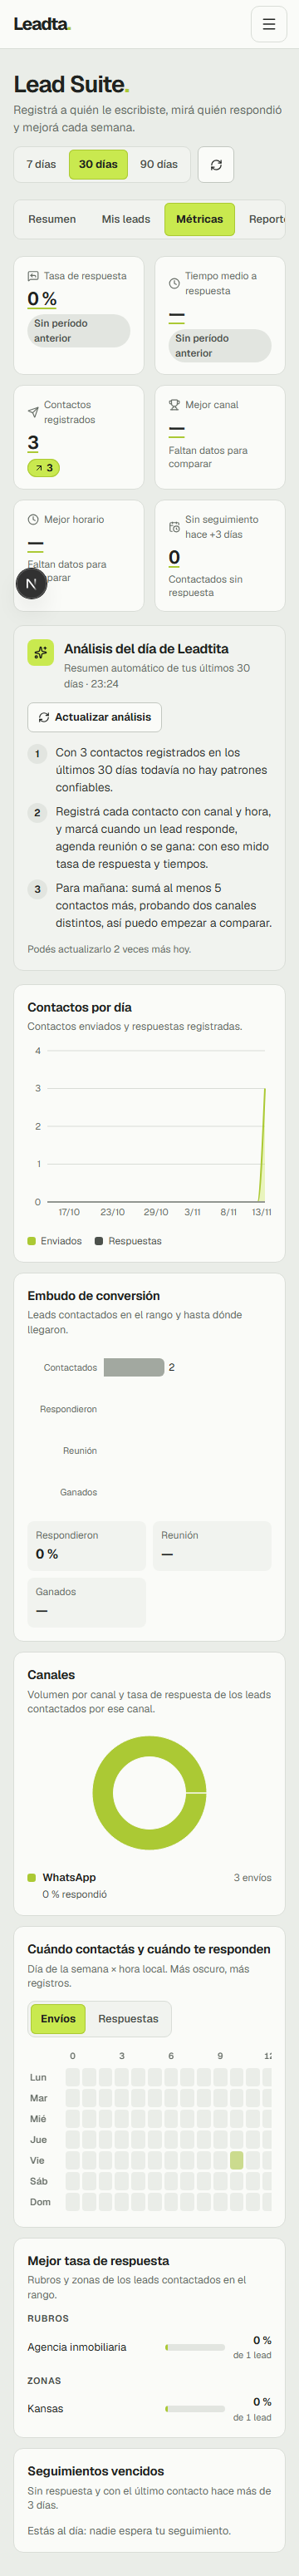 Leadta.
Lead Suite.
Registrá a quién le escribiste, mirá quién respondió
y mejorá cada semana.
7 días
30 días
90 días
Resumen
Mis leads
Métricas
Report
Tasa de respuesta
0 %
Sin período
anterior
Tiempo medio a
respuesta
—
Sin período
anterior
Contactos
registrados
3
3
Mejor canal
—
Faltan datos para
comparar
Mejor horario
—
Faltan datos para
parar
N
Sin seguimiento
hace +3 días
0
Contactados sin
respuesta
Análisis del día de Leadtita
Resumen automático de tus últimos 30
días · 23:24
Actualizar análisis
1 Con 3 contactos registrados en los
últimos 30 días todavía no hay patrones
confiables.
2 Registrá cada contacto con canal y hora,
y marcá cuando un lead responde,
agenda reunión o se gana: con eso mido
tasa de respuesta y tiempos.
3 Para mañana: sumá al menos 5
contactos más, probando dos canales
distintos, así puedo empezar a comparar.
Podés actualizarlo 2 veces más hoy.
Contactos por día
Contactos enviados y respuestas registradas.
4
3
2
1
0
17/10 23/10 29/10 3/11 8/11 13/11
Enviados Respuestas
Embudo de conversión
Leads contactados en el rango y hasta dónde
llegaron.
Contactados 2
Respondieron
Reunión
Ganados
Respondieron
0 %
Reunión
—
Ganados
—
Canales
Volumen por canal y tasa de respuesta de los leads
contactados por ese canal.
WhatsApp 3 envíos
0 % respondió
Cuándo contactás y cuándo te responden
Día de la semana × hora local. Más oscuro, más
registros.
Envíos Respuestas
0 3 6 9 12
Lun
Mar
Mié
Jue
Vie
Sáb
Dom
Mejor tasa de respuesta
Rubros y zonas de los leads contactados en el
rango.
RUBROS
Agencia inmobiliaria 0 %
de 1 lead
ZONAS
Kansas 0 %
de 1 lead
Seguimientos vencidos
Sin respuesta y con el último contacto hace más de
3 días.
Estás al día: nadie espera tu seguimiento.